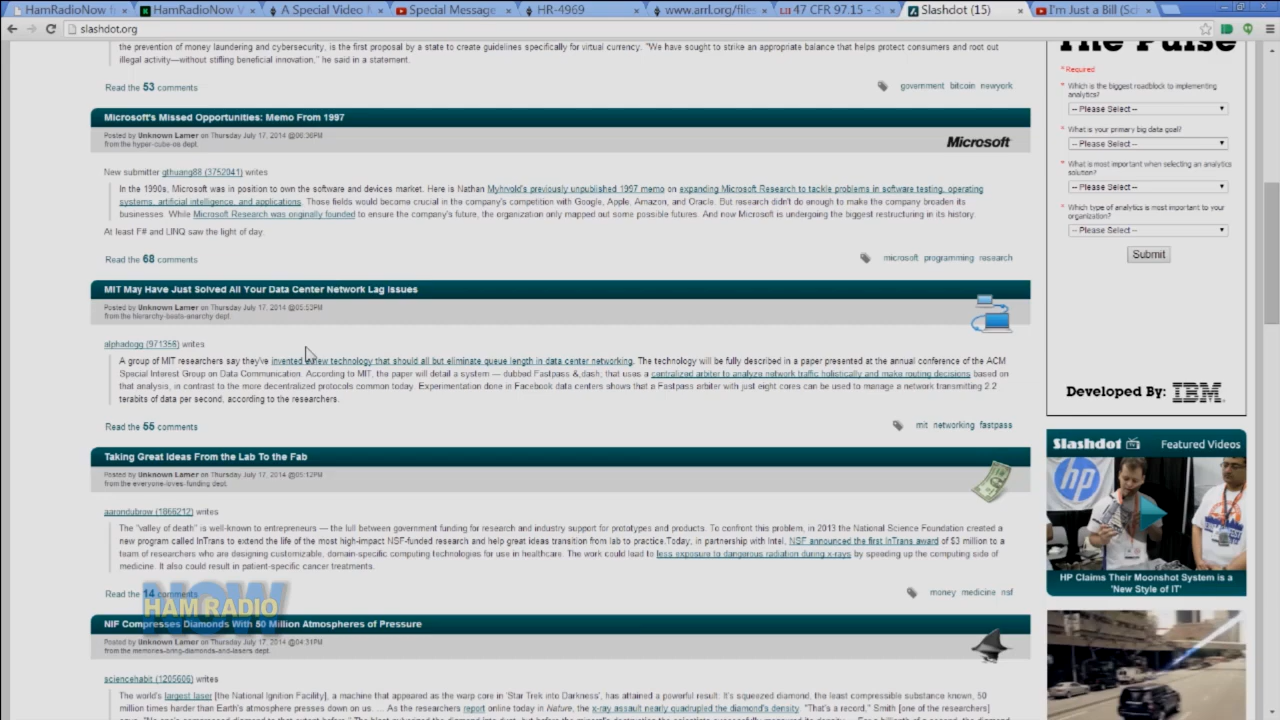 HamRadioNow fr
HamRadioNow V
A Special Video M
Special Message
HR-4969
www.arrl.org/files
47 CFR 97.15 - S
Slashdot (15)
I'm Just a Bill (Sc
slashdot.org
the prevention of money laundering and cybersecurity, is the first proposal by a state to create guidelines specifically for virtual currency. "We have sought to strike an appropriate balance that helps protect consumers and root out
illegal activity—without stifling beneficial innovation," he said in a statement.
Read the 53 comments
government bitcoin newyork
Microsoft's Missed Opportunities: Memo From 1997
Posted by Unknown Lamer on Thursday July 17, 2014 @06:36PM
from the hyper-cube-os dept.
Microsoft
New submitter gthuang88 (3752041) writes
In the 1990s, Microsoft was in position to own the software and devices market. Here is Nathan Myhrvold's previously unpublished 1997 memo on expanding Microsoft Research to tackle problems in software testing, operating
systems, artificial intelligence, and applications. Those fields would become crucial in the company's competition with Google, Apple, Amazon, and Oracle. But research didn't do enough to make the company broaden its
businesses. While Microsoft Research was originally founded to ensure the company's future, the organization only mapped out some possible futures. And now Microsoft is undergoing the biggest restructuring in its history.
At least F# and LINQ saw the light of day.
Read the 68 comments
microsoft programming research
MIT May Have Just Solved All Your Data Center Network Lag Issues
Posted by Unknown Lamer on Thursday July 17, 2014 @05:53PM
from the hierarchy-beats-anarchy dept.
alphadogg (971356) writes
A group of MIT researchers say they've invented a new technology that should all but eliminate queue length in data center networking. The technology will be fully described in a paper presented at the annual conference of the ACM
Special Interest Group on Data Communication. According to MIT, the paper will detail a system — dubbed Fastpass &.dash; that uses a centralized arbiter to analyze network traffic holistically and make routing decisions based on
that analysis, in contrast to the more decentralized protocols common today. Experimentation done in Facebook data centers shows that a Fastpass arbiter with just eight cores can be used to manage a network transmitting 2.2
terabits of data per second, according to the researchers.
Read the 55 comments
mit networking fastpass
Taking Great Ideas From the Lab To the Fab
Posted by Unknown Lamer on Thursday July 17, 2014 @05:12PM
from the everyone-loves-funding dept.
aarondubrow (1866212) writes
The "valley of death" is well-known to entrepreneurs — the lull between government funding for research and industry support for prototypes and products. To confront this problem, in 2013 the National Science Foundation created a
new program called InTrans to extend the life of the most high-impact NSF-funded research and help great ideas transition from lab to practice.Today, in partnership with Intel, NSF announced the first InTrans award of $3 million to a
team of researchers who are designing customizable, domain-specific computing technologies for use in healthcare. The work could lead to less exposure to dangerous radiation during x-rays by speeding up the computing side of
medicine. It also could result in patient-specific cancer treatments.
Read the 14 comments
money medicine nsf
NOW
HAM RADIO
NIF Compresses Diamonds With 50 Million Atmospheres of Pressure
Posted by Unknown Lamer on Thursday July 17, 2014 @04:31PM
from the memories-bring-diamonds-and-lasers dept.
sciencehabit (1205606) writes
The world's largest laser [the National Ignition Facility], a machine that appeared as the warp core in 'Star Trek into Darkness', has attained a powerful result: It's squeezed diamond, the least compressible substance known, 50
million times harder than Earth's atmosphere presses down on us. ... As the researchers report online today in Nature, the x-ray assault nearly quadrupled the diamond's density. "That's a record," Smith [one of the researchers]
The Pulse
*Required
* Which is the biggest roadblock to implementing
analytics?
-- Please Select --
* What is your primary big data goal?
-- Please Select --
* What is most important when selecting an analytics
solution?
-- Please Select --
* Which type of analytics is most important to your
organization?
-- Please Select --
Submit
Developed By: IBM
Slashdot Featured Videos
hp
HP Claims Their Moonshot System is a
'New Style of IT'